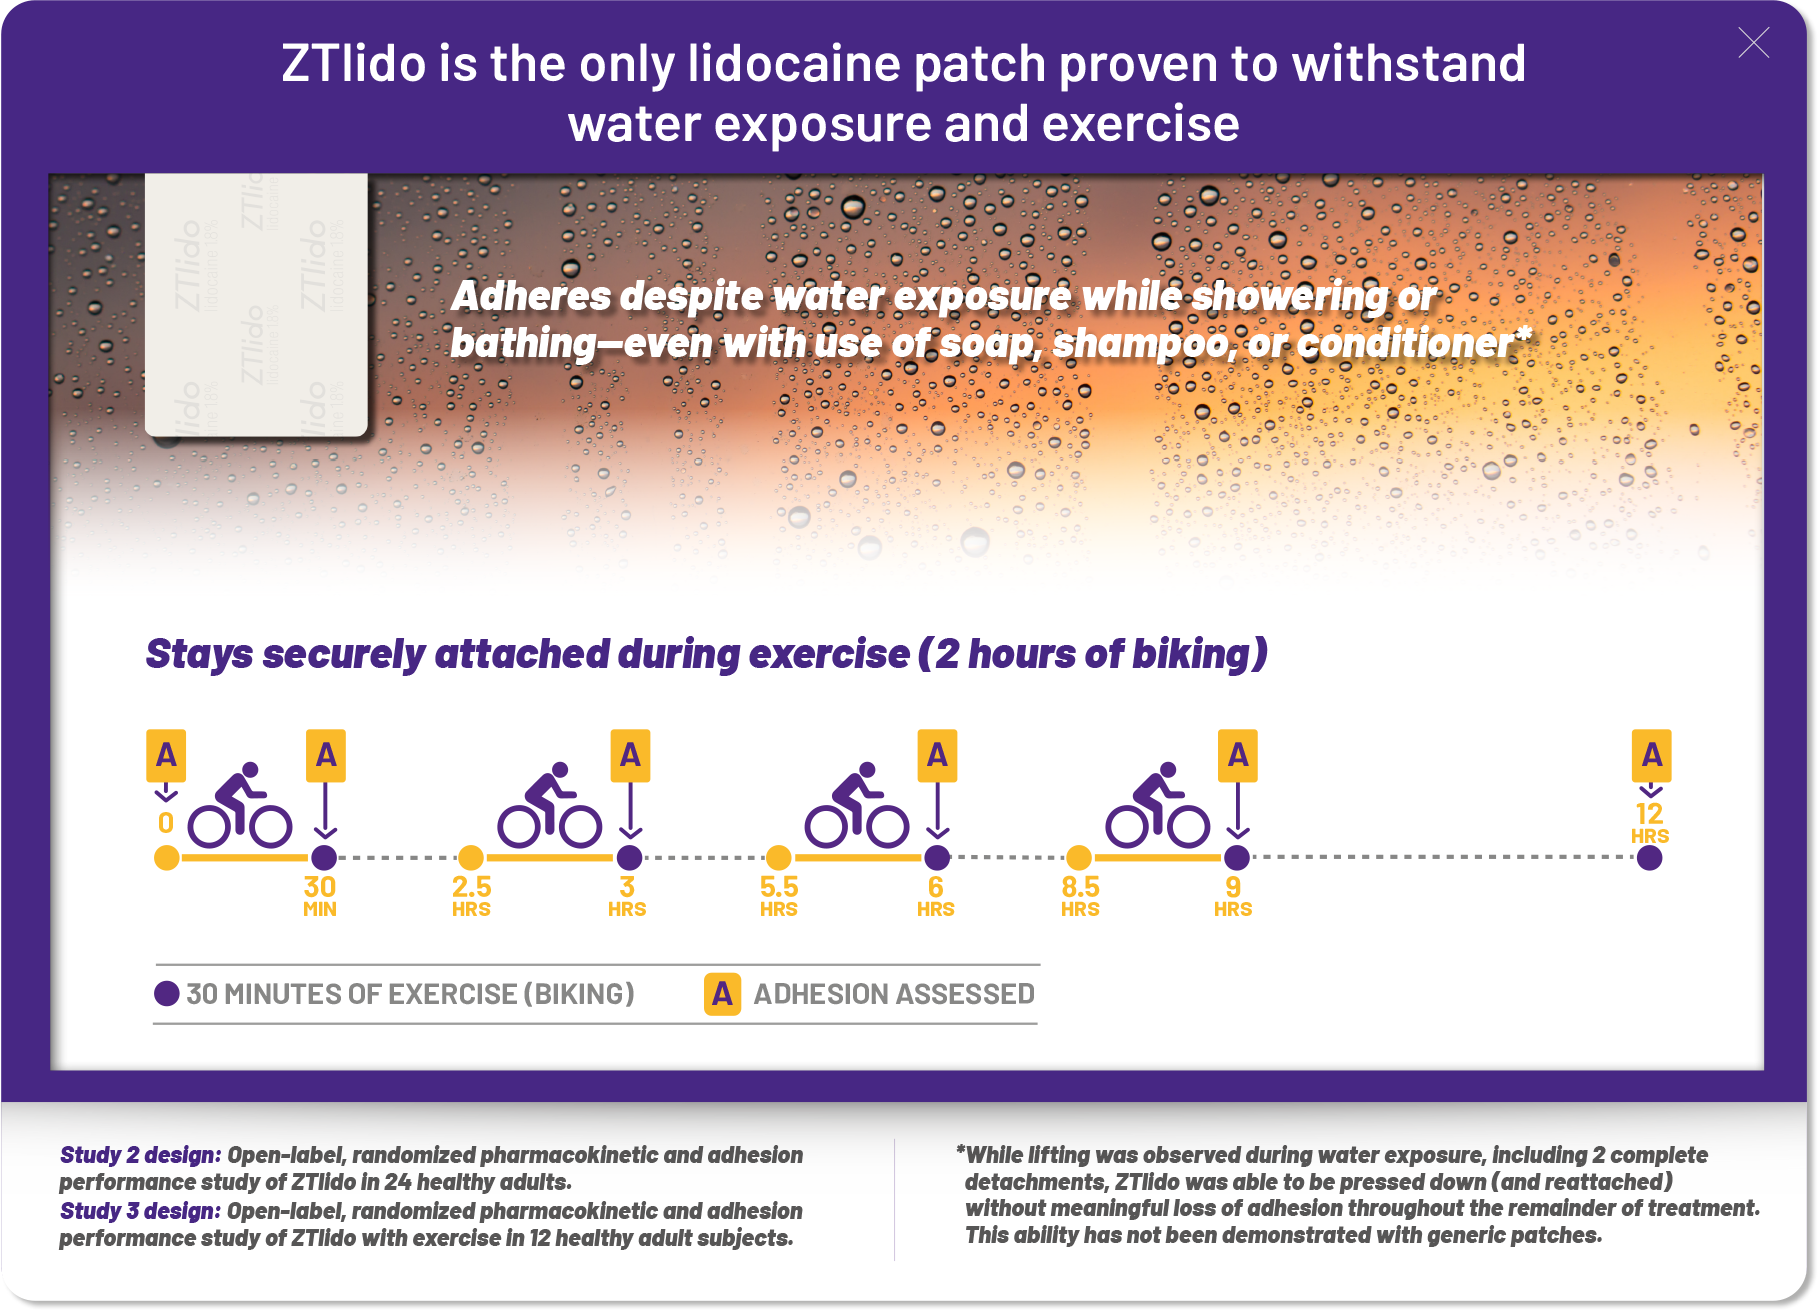 ZTlido is the only lidocaine patch proven to withstand
water exposure and exercise
ZTlido
lidocaine 18%
ZTlido
lidocaine 18%
ZTlido
lidocaine 18%
Adheres despite water exposure while showering or
bathing—even with use of soap, shampoo, or conditioner*
Stays securely attached during exercise (2 hours of biking)
A A A A A A
0
12
HRS
30 2.5 3 5.5 6 8.5 9
MIN HRS HRS HRS HRS HRS HRS
30 MINUTES OF EXERCISE (BIKING) A ADHESION ASSESSED
Study 2 design: Open-label, randomized pharmacokinetic and adhesion
performance study of ZTlido in 24 healthy adults.
Study 3 design: Open-label, randomized pharmacokinetic and adhesion
performance study of ZTlido with exercise in 12 healthy adult subjects.
*While lifting was observed during water exposure, including 2 complete
detachments, ZTlido was able to be pressed down (and reattached)
without meaningful loss of adhesion throughout the remainder of treatment.
This ability has not been demonstrated with generic patches.